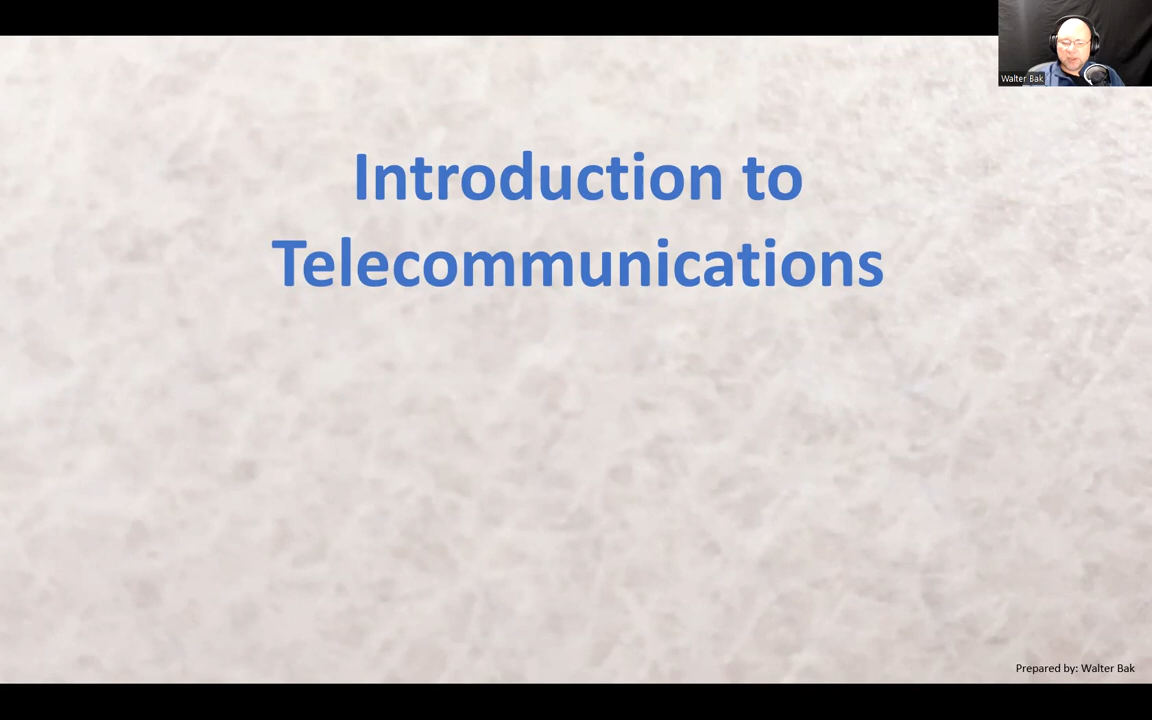 Walter Bak
Introduction to
Telecommunications
Prepared by: Walter Bak